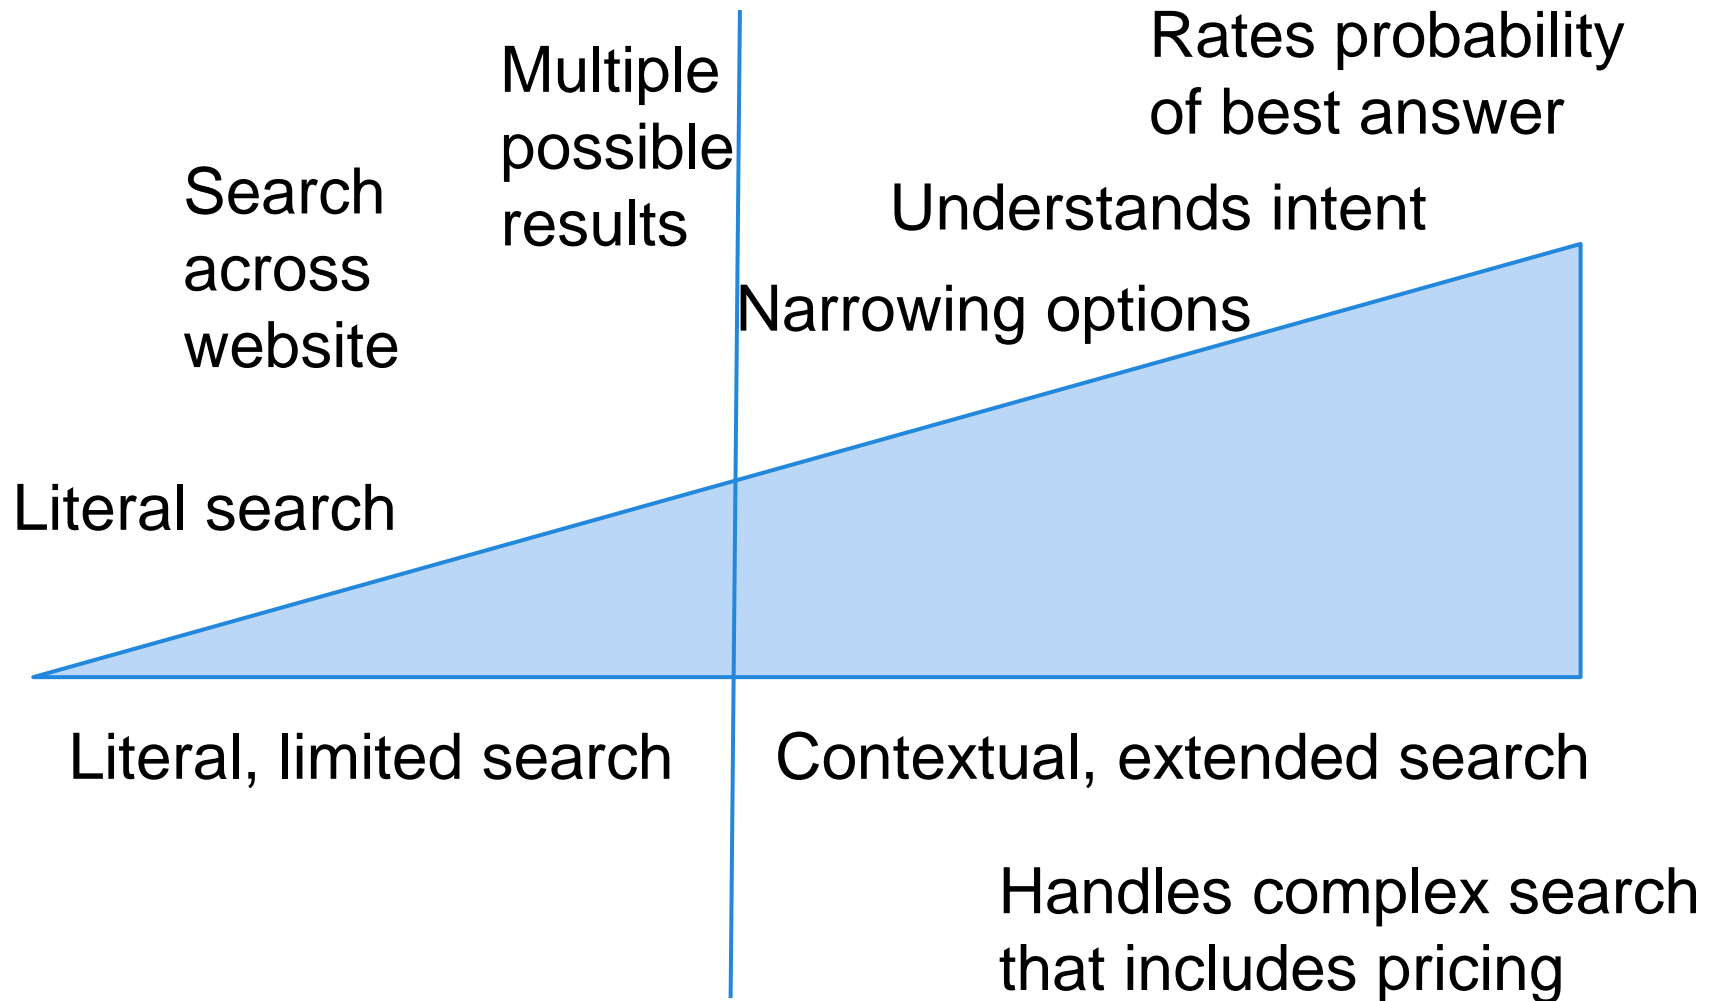 Literal search
Search
across
website
Multiple
possible
results
Narrowing options
Understands intent
Rates probability
of best answer
Literal, limited search
Contextual, extended search
Handles complex search
that includes pricing